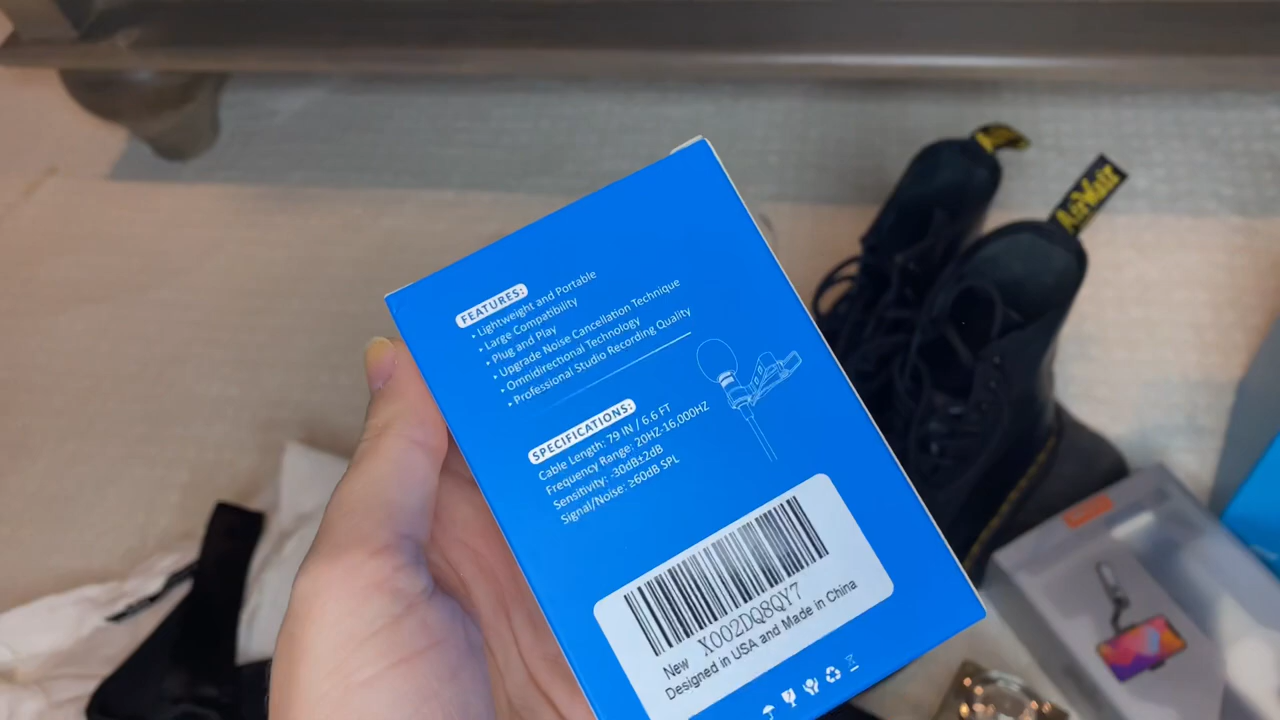 FEATURES:
▸ Lightweight and Portable
▸ Large Compatibility
▸ Plug and Play
▸ Upgrade Noise Cancellation Technique
▸ Omnidirectional Technology
▸ Professional Studio Recording Quality
SPECIFICATIONS:
Cable Length: 79 IN / 6.6 FT
Frequency Range: 20HZ-16,000HZ
Sensitivity: -30dB±2dB
Signal/Noise: ≥60dB SPL
X002DQ8QY7
New
Designed in USA and Made in China
AirWair